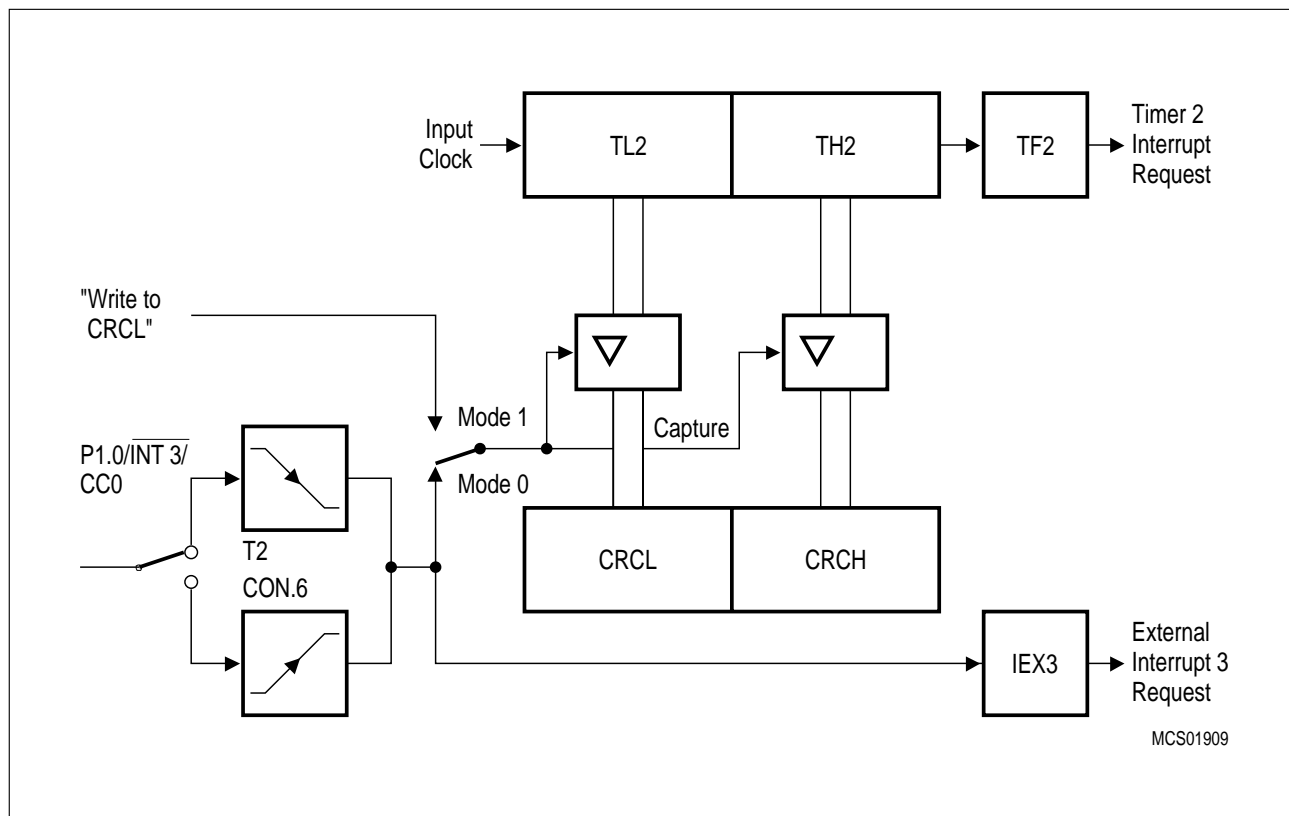 Input
Clock
TL2
TH2
TF2
Timer 2
Interrupt
Request
"Write to
CRCL"
Mode 1
Capture
Mode 0
P1.0/INT 3/
CC0
T2
CON.6
CRCL
CRCH
IEX3
External
Interrupt 3
Request
MCS01909